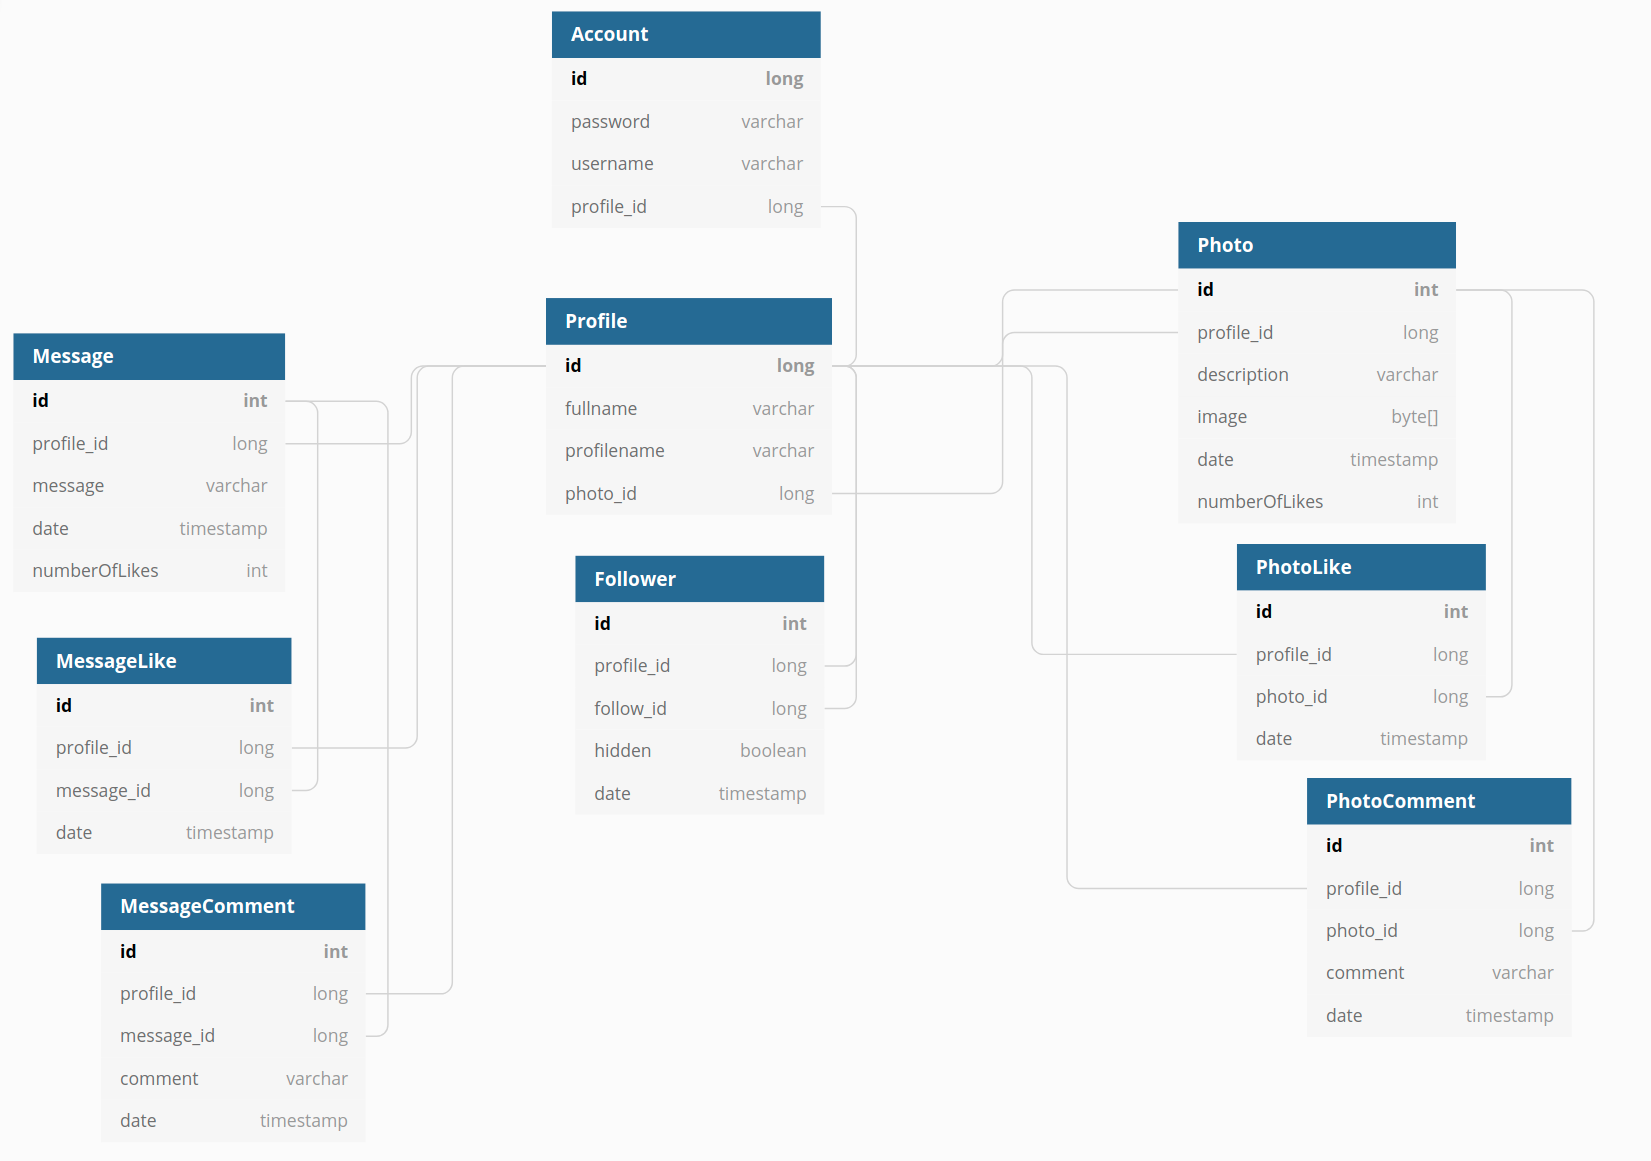 Account
id long
password varchar
username varchar
profile_id long
Profile
id long
fullname varchar
profilename varchar
photo_id long
Follower
id int
profile_id long
follow_id long
hidden boolean
date timestamp
Message
id int
profile_id long
message varchar
date timestamp
numberOfLikes int
MessageLike
id int
profile_id long
message_id long
date timestamp
MessageComment
id int
profile_id long
message_id long
comment varchar
date timestamp
Photo
id int
profile_id long
description varchar
image byte[]
date timestamp
numberOfLikes int
PhotoLike
id int
profile_id long
photo_id long
date timestamp
PhotoComment
id int
profile_id long
photo_id long
comment varchar
date timestamp